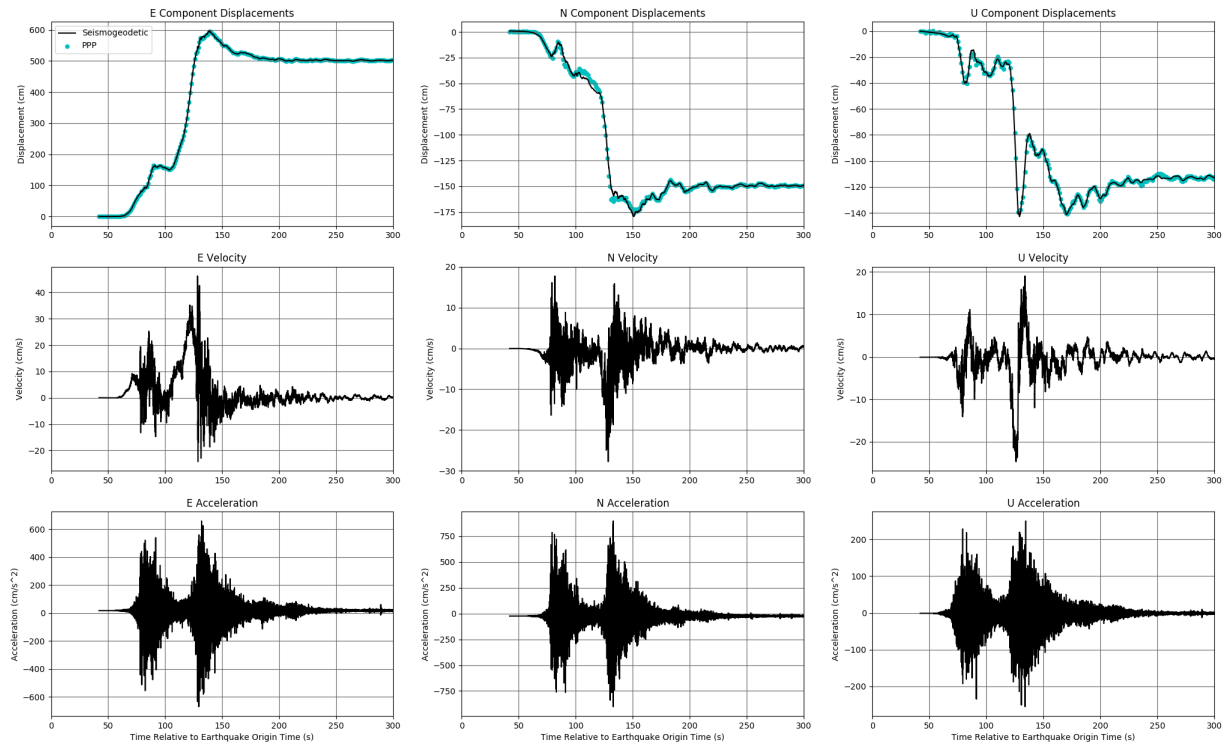 E Component Displacements
N Component Displacements
U Component Displacements
Seismogeodetic
PPP
Displacement (cm)
600
500
400
300
200
100
0
0 50 100 150 200 250 300
Displacement (cm)
0
−25
−50
−75
−100
−125
−150
−175
0 50 100 150 200 250 300
Displacement (cm)
0
−20
−40
−60
−80
−100
−120
−140
0 50 100 150 200 250 300
E Velocity
N Velocity
U Velocity
Velocity (cm/s)
40
30
20
10
0
−10
−20
0 50 100 150 200 250 300
Velocity (cm/s)
20
10
0
−10
−20
−30
0 50 100 150 200 250 300
Velocity (cm/s)
20
10
0
−10
−20
0 50 100 150 200 250 300
E Acceleration
N Acceleration
U Acceleration
Acceleration (cm/s^2)
600
400
200
0
−200
−400
−600
0 50 100 150 200 250 300
Time Relative to Earthquake Origin Time (s)
Acceleration (cm/s^2)
750
500
250
0
−250
−500
−750
0 50 100 150 200 250 300
Time Relative to Earthquake Origin Time (s)
Acceleration (cm/s^2)
200
100
0
−100
−200
0 50 100 150 200 250 300
Time Relative to Earthquake Origin Time (s)